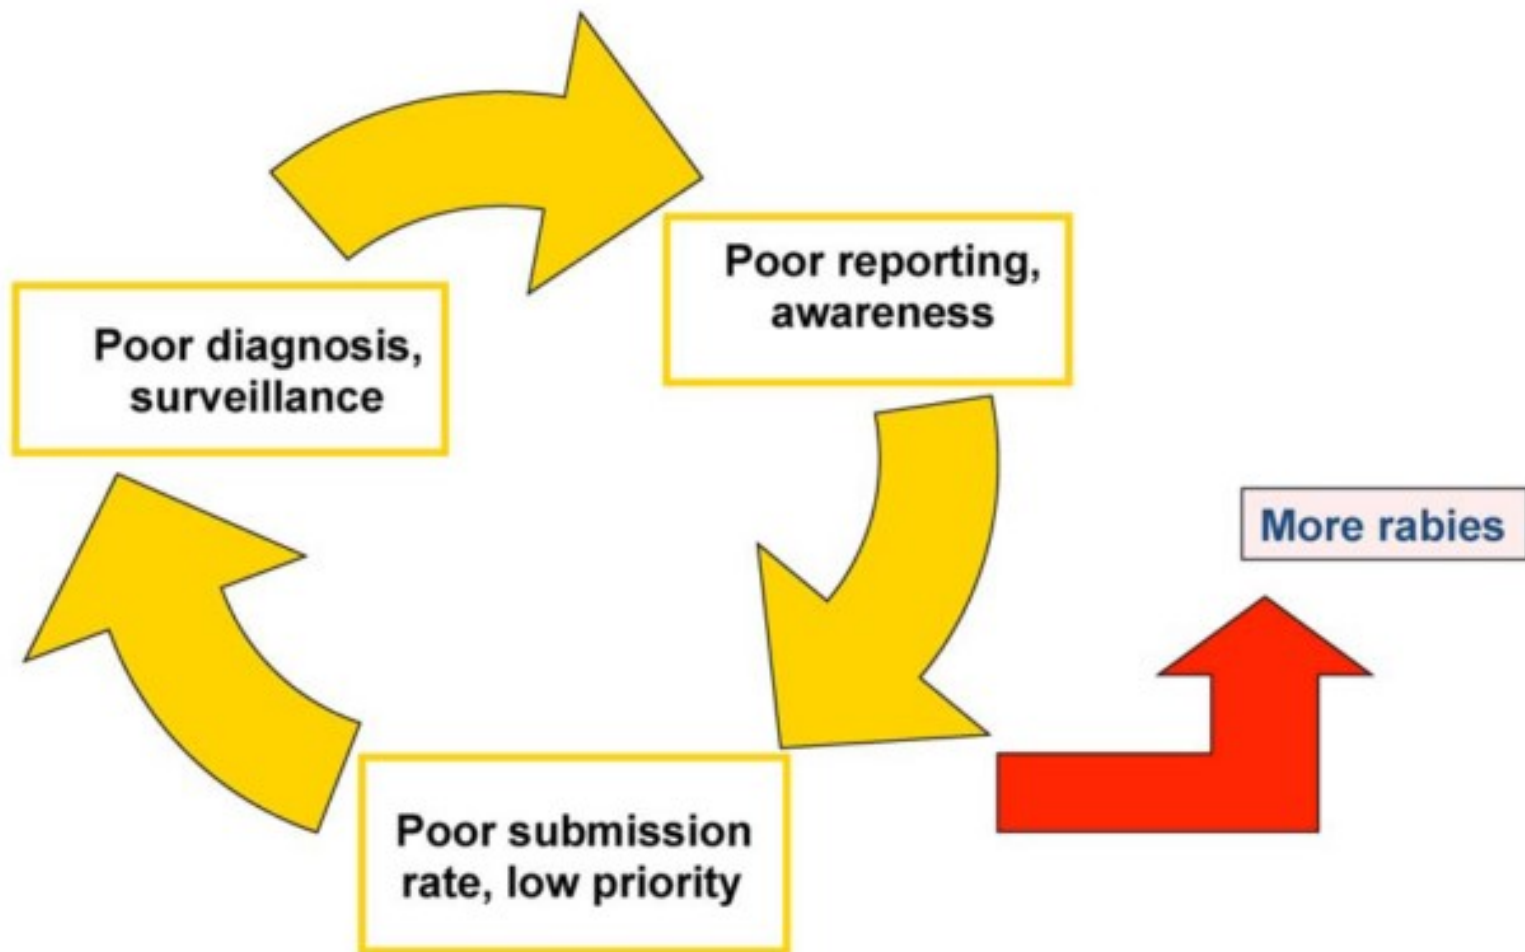 Poor reporting,
awareness
Poor diagnosis,
surveillance
More rabies
Poor submission
rate, low priority